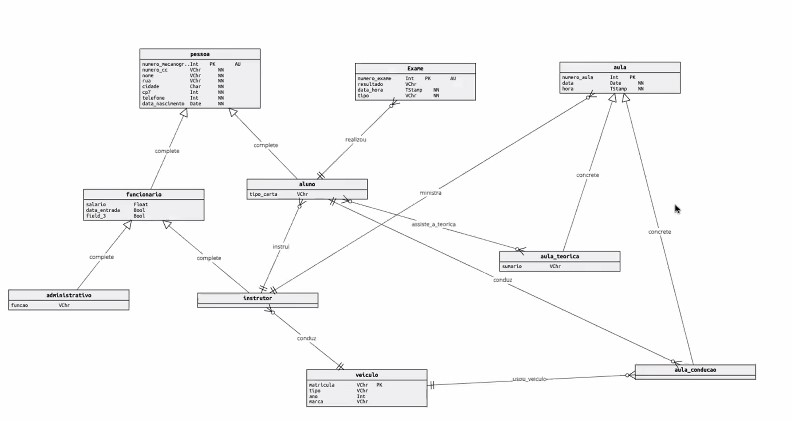 pessoa
numero_mecanogr..Int PK AU
numero_cc VChr NN
nome VChr NN
rua VChr NN
cidade Char NN
cp7 Int NN
telefone Int NN
data_nascimento Date NN
Exame
numero_exame Int PK AU
resultado VChr
data_hora TStamp NN
tipo VChr NN
aula
numero_aula Int PK
data Date NN
hora TStamp NN
realizou
complete
complete
concrete
aluno
tipo_carta VChr
funcionario
salario Float
data_entrada Bool
field_3 Bool
ministra
assiste_a_teorica
concrete
instrui
complete
complete
aula_teorica
sumario VChr
conduz
administrativo
funcao VChr
instrutor
conduz
veiculo
matricula VChr PK
tipo VChr
ano Int
marca VChr
usou_veiculo
aula_conducao